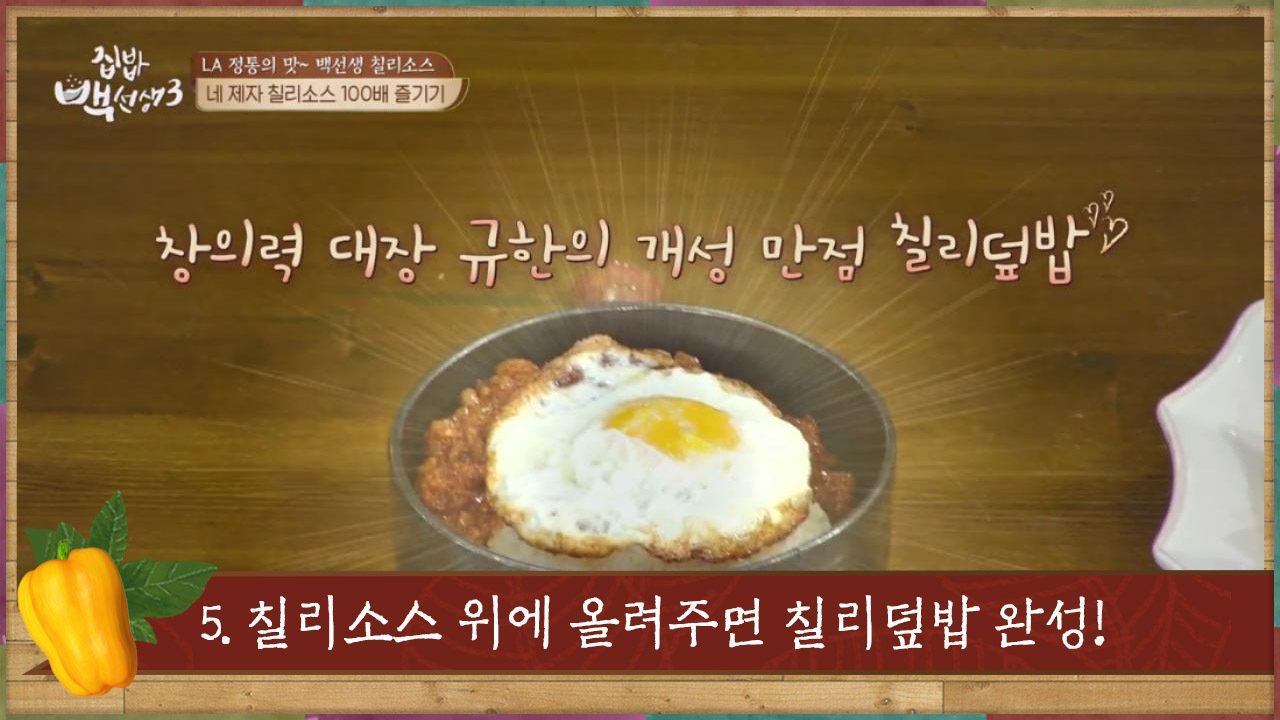 집밥
백선생3
LA 정통의 맛~ 백선생 칠리소스
네 제자 칠리소스 100배 즐기기
창의력 대장 규한의 개성 만점 칠리덮밥
5. 칠리소스 위에 올려주면 칠리덮밥 완성!